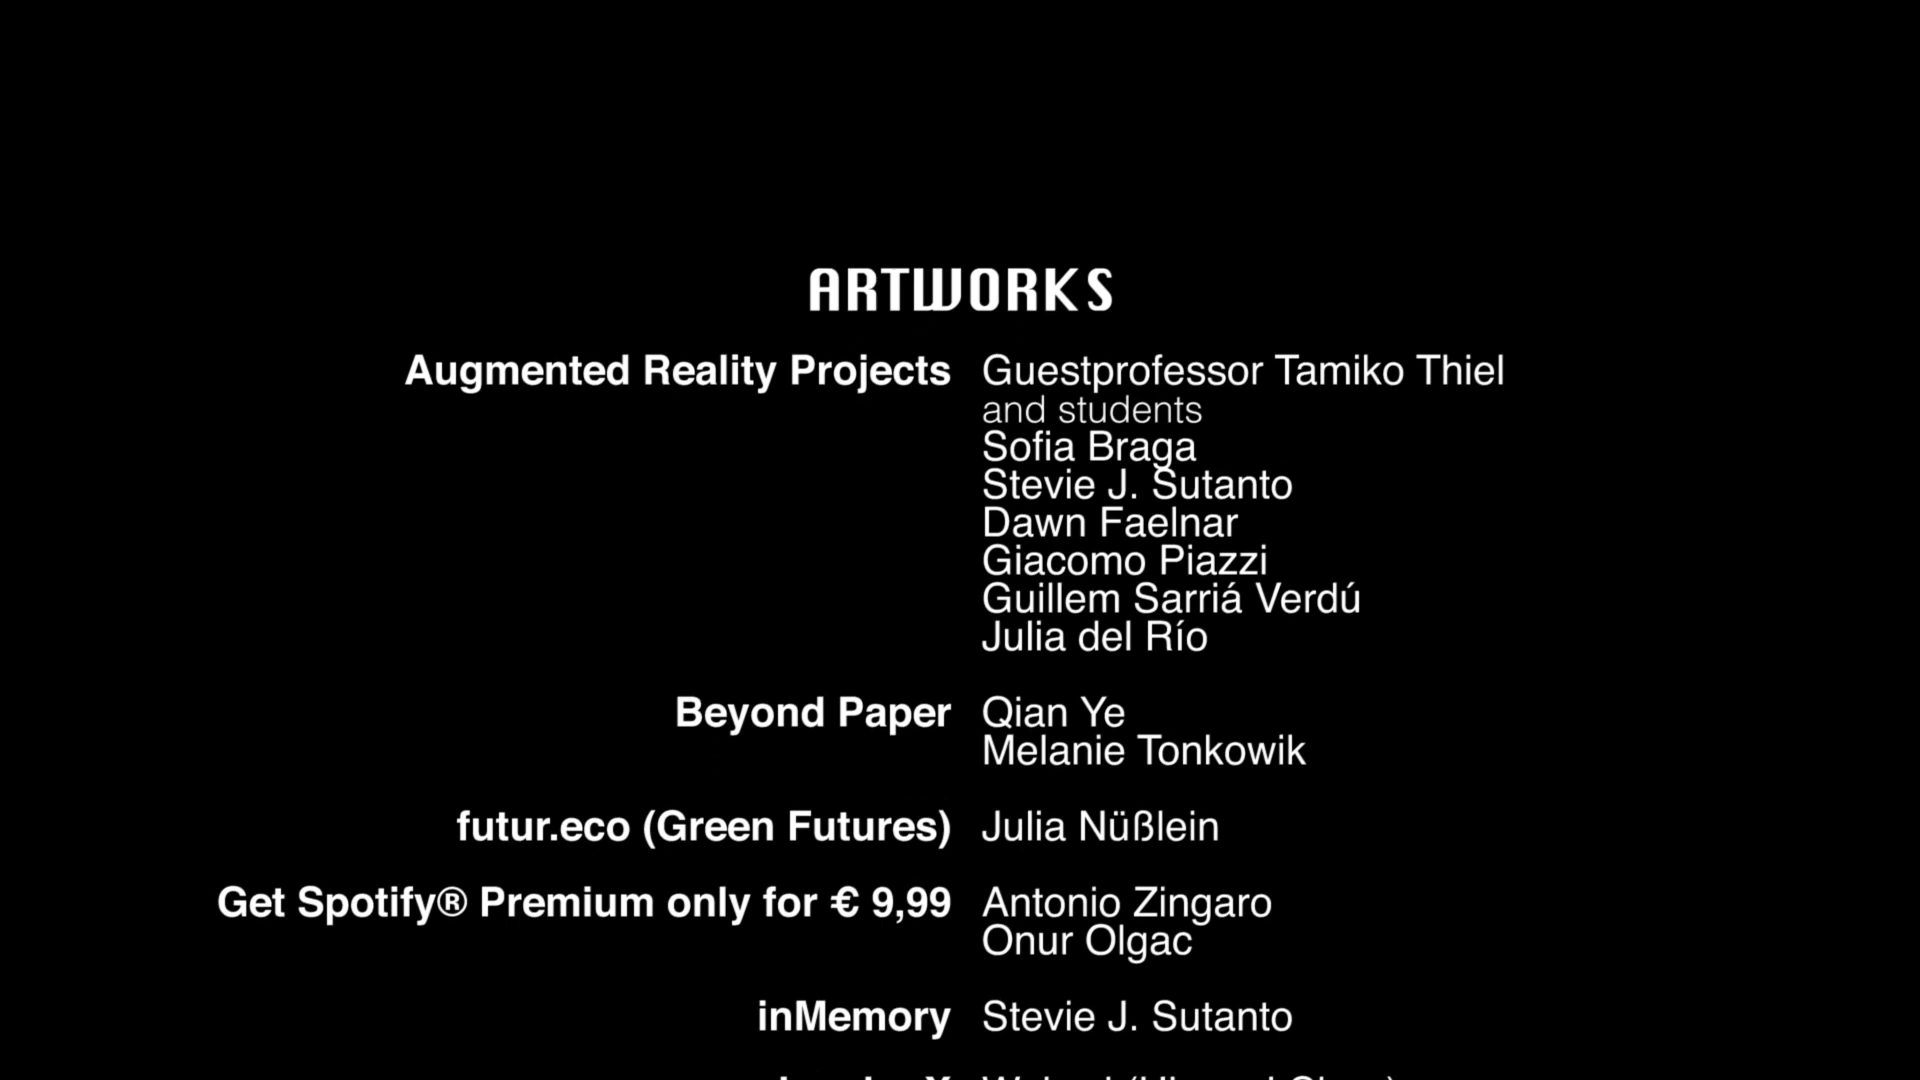 ARTWORKS
Augmented Reality Projects Guestprofessor Tamiko Thiel
and students
Sofia Braga
Stevie J. Sutanto
Dawn Faelnar
Giacomo Piazzi
Guillem Sarriá Verdú
Julia del Río
Beyond Paper Qian Ye
Melanie Tonkowik
futur.eco (Green Futures) Julia Nüßlein
Get Spotify® Premium only for € 9,99 Antonio Zingaro
Onur Olgac
inMemory Stevie J. Sutanto